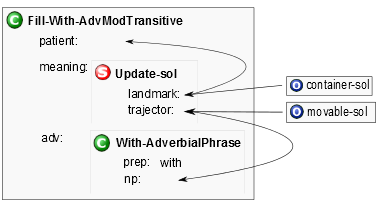 C Fill-With-AdvModTransitive
patient:
meaning:
S Update-sol
landmark:
trajector:
O container-sol
O movable-sol
adv:
C With-AdverbialPhrase
prep: with
np: